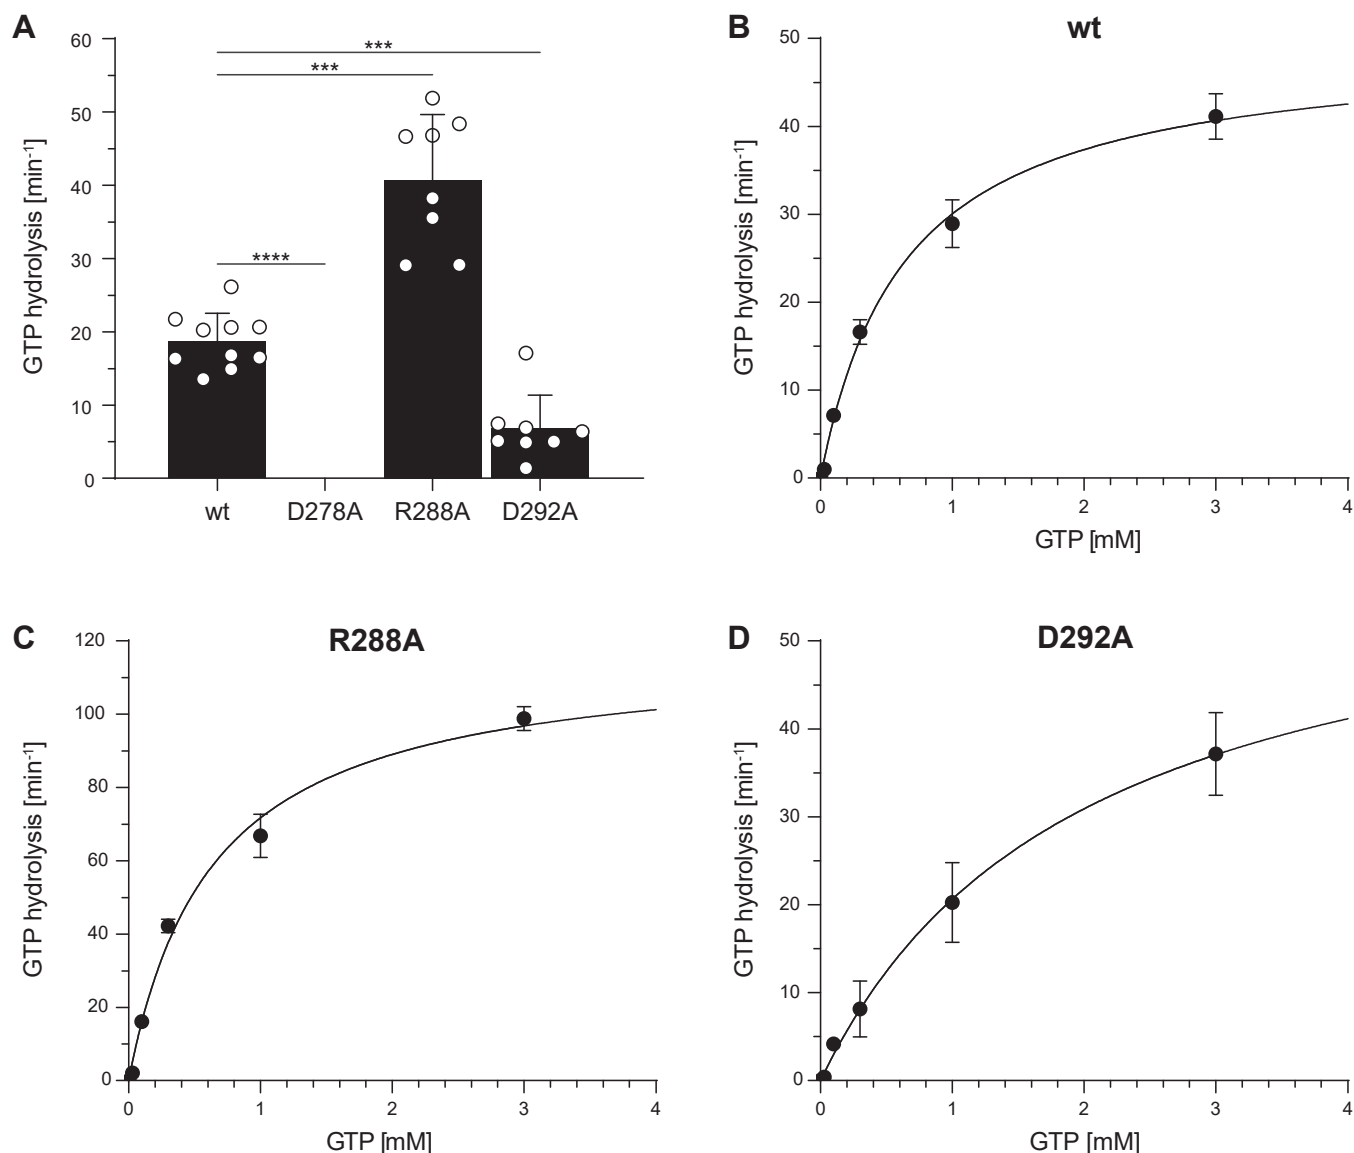 A
60
50
40
30
20
10
0
GTP hydrolysis [min⁻¹]
***
***
****
wt D278A R288A D292A
B
wt
50
40
30
20
10
0
GTP hydrolysis [min⁻¹]
0 1 2 3 4
GTP [mM]
C
R288A
120
100
80
60
40
20
0
GTP hydrolysis [min⁻¹]
0 1 2 3 4
GTP [mM]
D
D292A
50
40
30
20
10
0
GTP hydrolysis [min⁻¹]
0 1 2 3 4
GTP [mM]